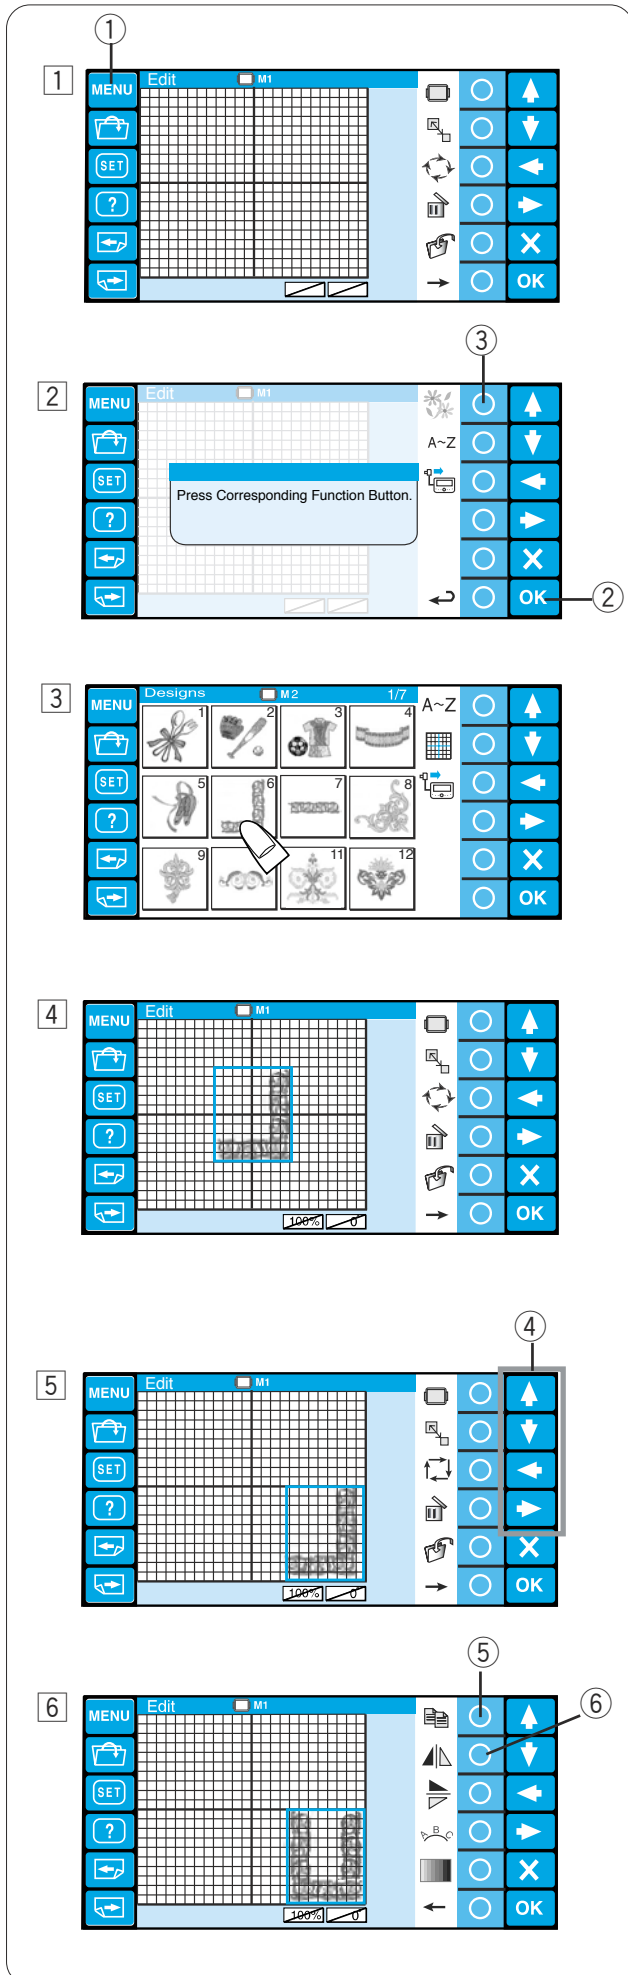 ①
1
MENU Edit M1
SET
?
X
OK
③
2
MENU Edit M1
A~Z
SET
Press Corresponding Function Button.
?
X
OK ②
3
MENU Designs M2 1/7 A~Z
1 2 3 4
SET
5 6 7 8
?
9 11 12
X
OK
4
MENU Edit M1
SET
?
X
100% 0 OK
④
5
MENU Edit M1
SET
?
X
100% 0 OK
⑤
6
MENU Edit M1
⑥
SET
?
A B C
X
100% 0 OK